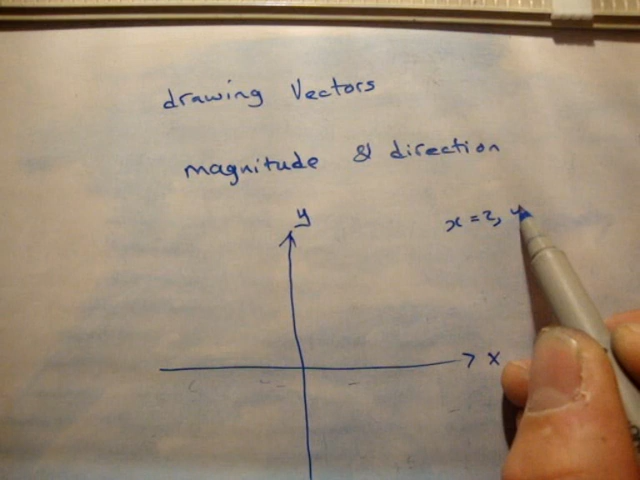 drawing Vectors
magnitude & direction
y
x = 2, y
x